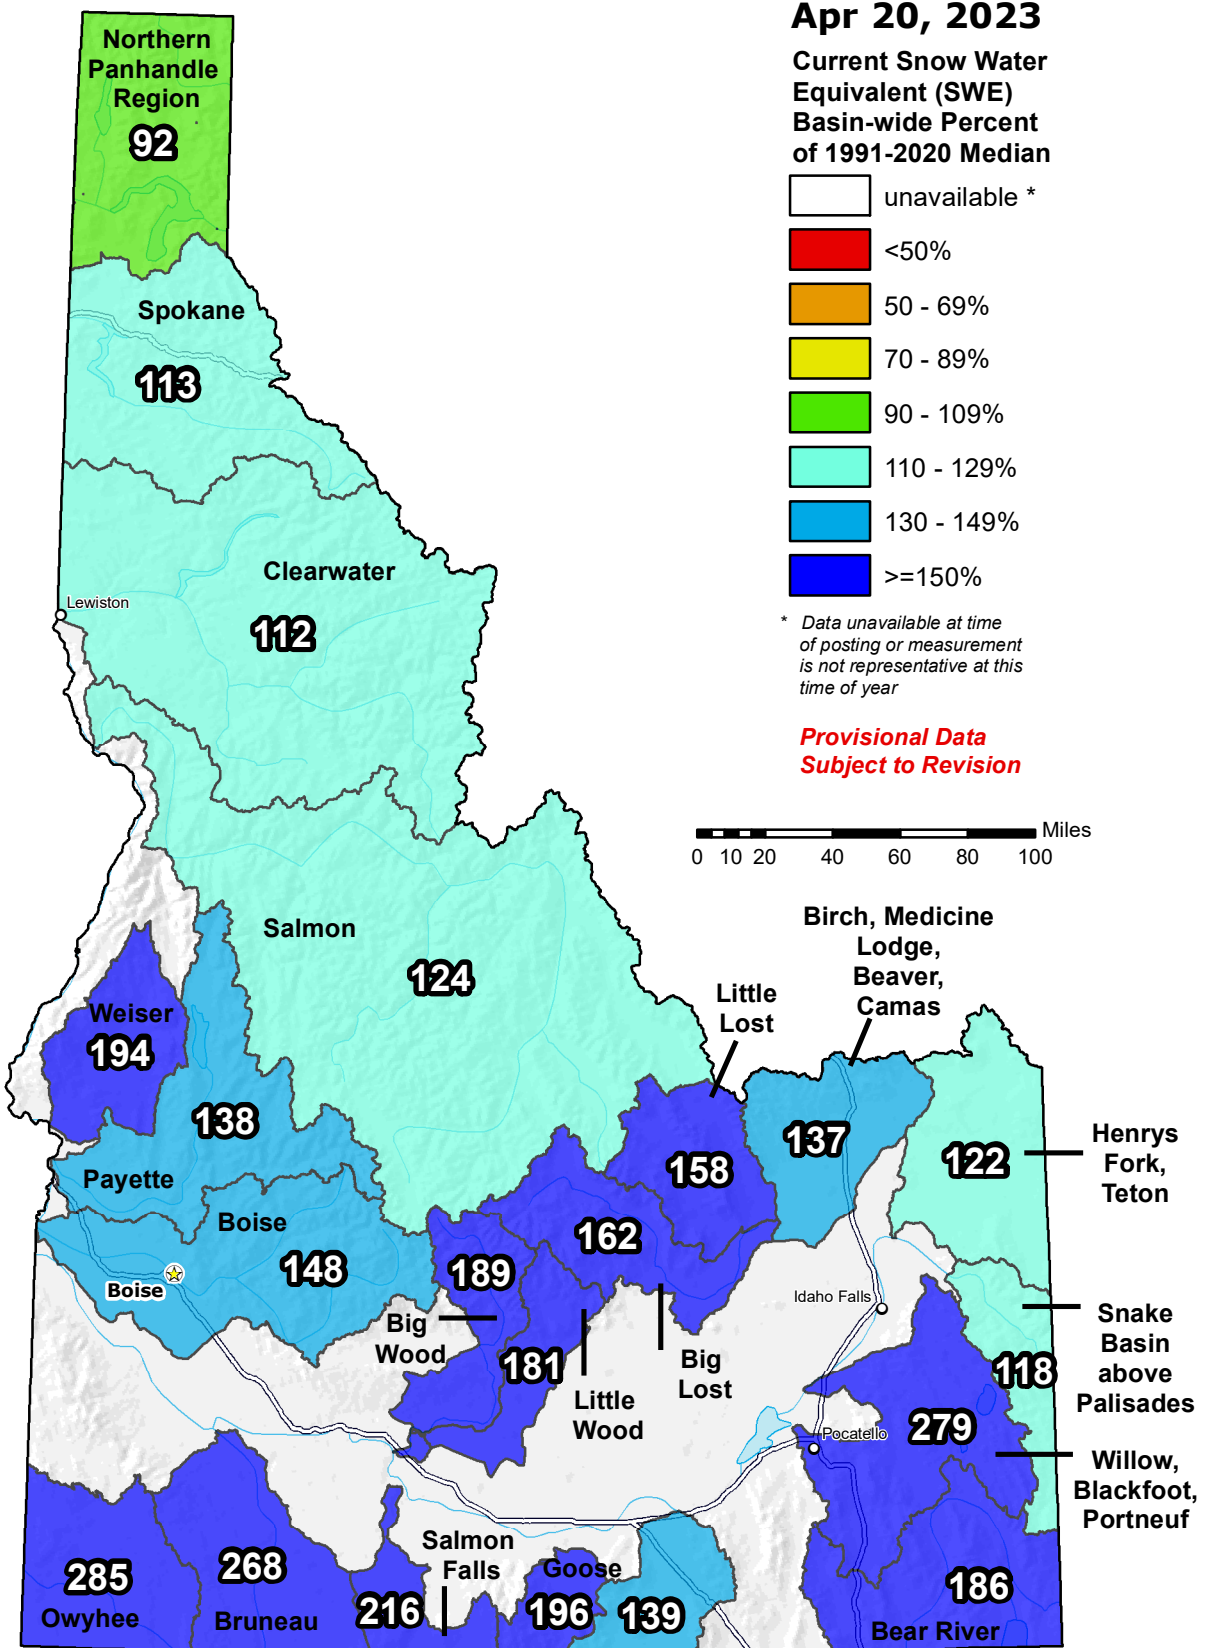 Apr 20, 2023
Current Snow Water
Equivalent (SWE)
Basin-wide Percent
of 1991-2020 Median
unavailable *
<50%
50 - 69%
70 - 89%
90 - 109%
110 - 129%
130 - 149%
>=150%
* Data unavailable at time
of posting or measurement
is not representative at this
time of year
Provisional Data
Subject to Revision
Miles
0 10 20 40 60 80 100
Northern
Panhandle
Region
92
Spokane
113
Clearwater
112
Lewiston
Salmon
124
Weiser
194
138
Payette
Boise
148
Boise
Little
Lost
158
Birch, Medicine
Lodge,
Beaver,
Camas
137
122
Henrys
Fork,
Teton
162
Big
Lost
189
Big
Wood
181
Little
Wood
Idaho Falls
118
Snake
Basin
above
Palisades
279
Willow,
Blackfoot,
Portneuf
Pocatello
285
Owyhee
268
Bruneau
216
Salmon
Falls
Goose
196
139
186
Bear River